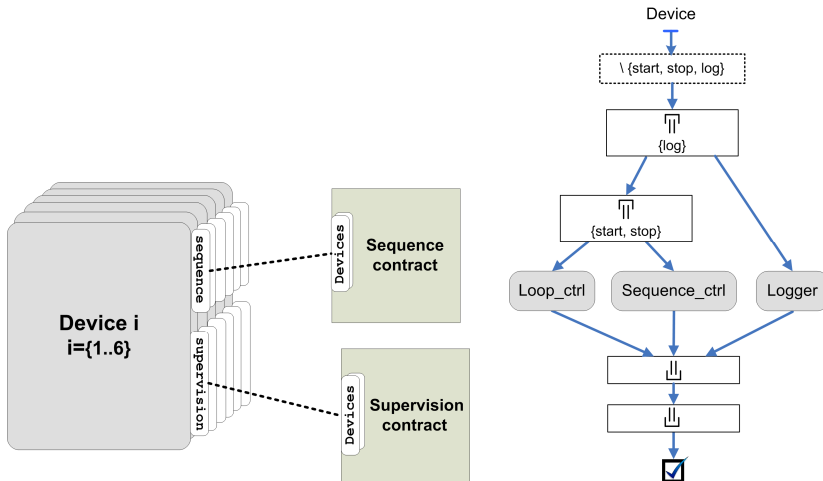 Device i
i={1..6}
sequence
supervision
Devices
Sequence
contract
Devices
Supervision
contract
Device
\ {start, stop, log}
{log}
{start, stop}
Loop_ctrl
Sequence_ctrl
Logger